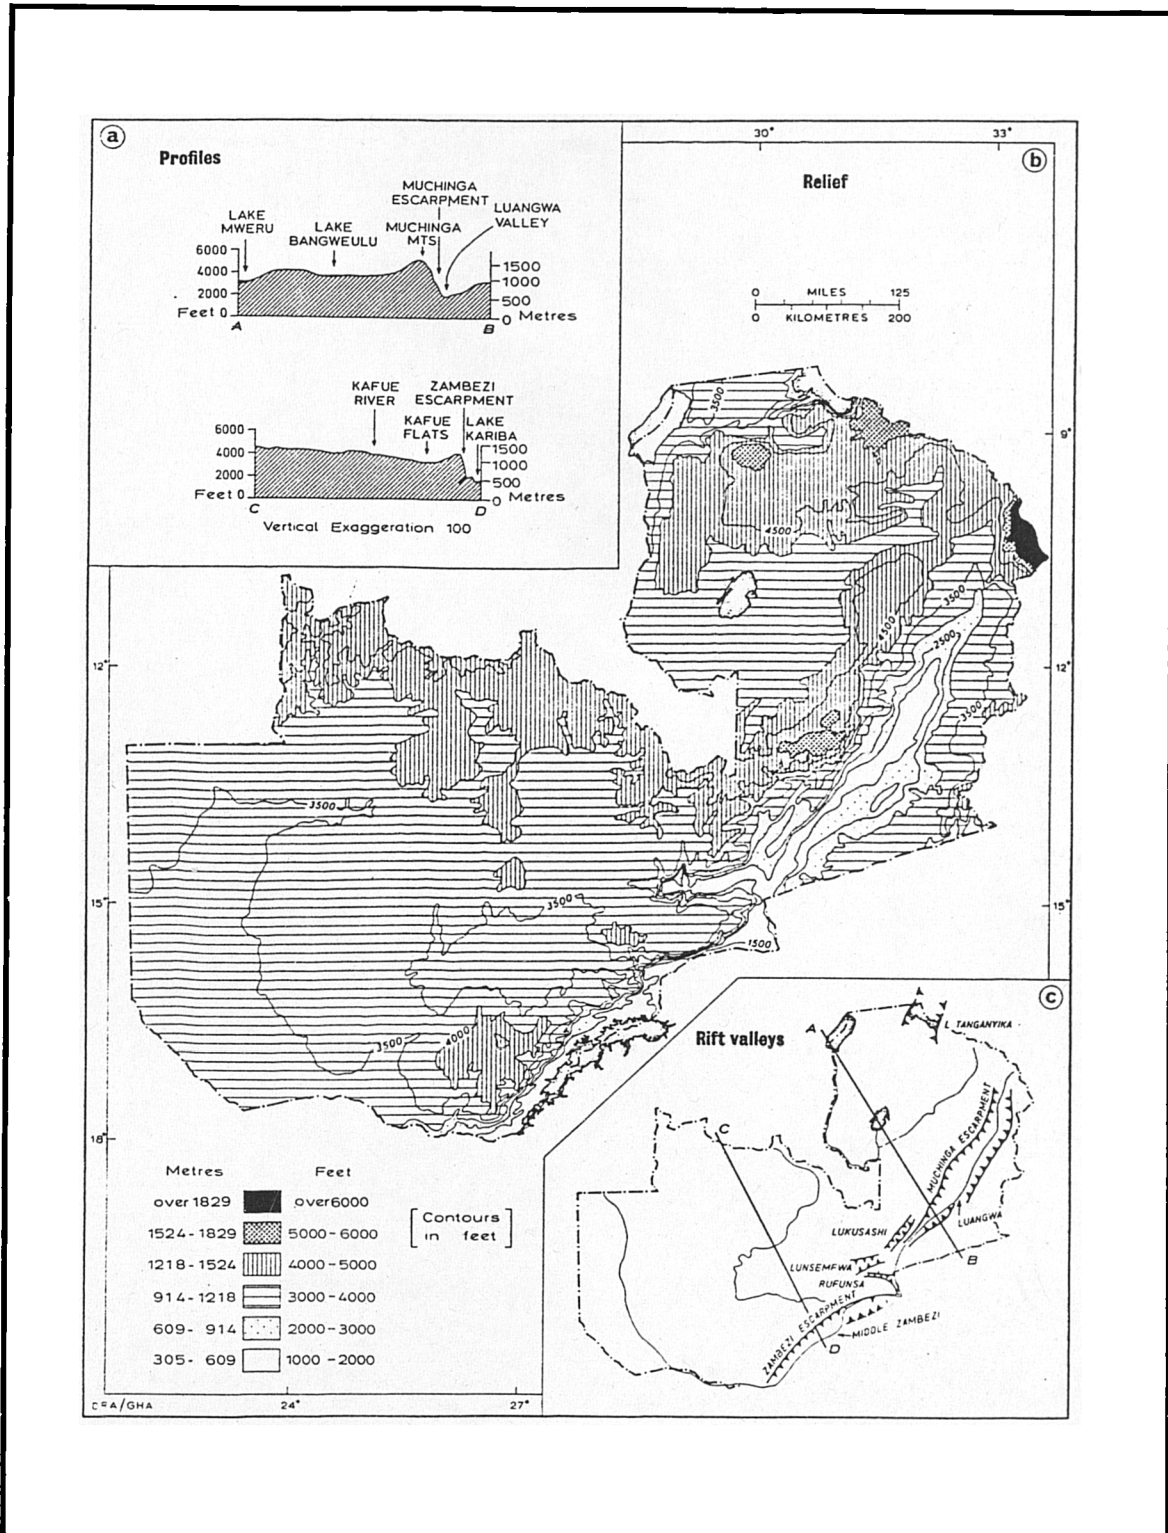 a
Profiles
MUCHINGA
ESCARPMENT
LUANGWA
VALLEY
LAKE
MWERU
LAKE
BANGWEULU
MUCHINGA
MTS
6000
4000
2000
Feet 0
1500
1000
500
0 Metres
A
B
KAFUE
RIVER
ZAMBEZI
ESCARPMENT
KAFUE
FLATS
LAKE
KARIBA
6000
4000
2000
Feet 0
1500
1000
500
0 Metres
C
D
Vertical Exaggeration 100
30°
33°
b
Relief
0 MILES 125
0 KILOMETRES 200
3500
9°
4500
3500
4500
2500
12°
12°
3500
3500
15°
3500
15°
1500
4000
3500
18°
Metres Feet
over 1829 over 6000
1524-1829 5000-6000
1218-1524 4000-5000
914-1218 3000-4000
609- 914 2000-3000
305- 609 1000-2000
Contours
in feet
24°
27°
c
Rift valleys
A
L. TANGANYIKA
C
MUCHINGA ESCARPMENT
LUKUSASHI
LUANGWA
LUNSEMFWA
B
RUFUNSA
ZAMBEZI ESCARPMENT
MIDDLE ZAMBEZI
D